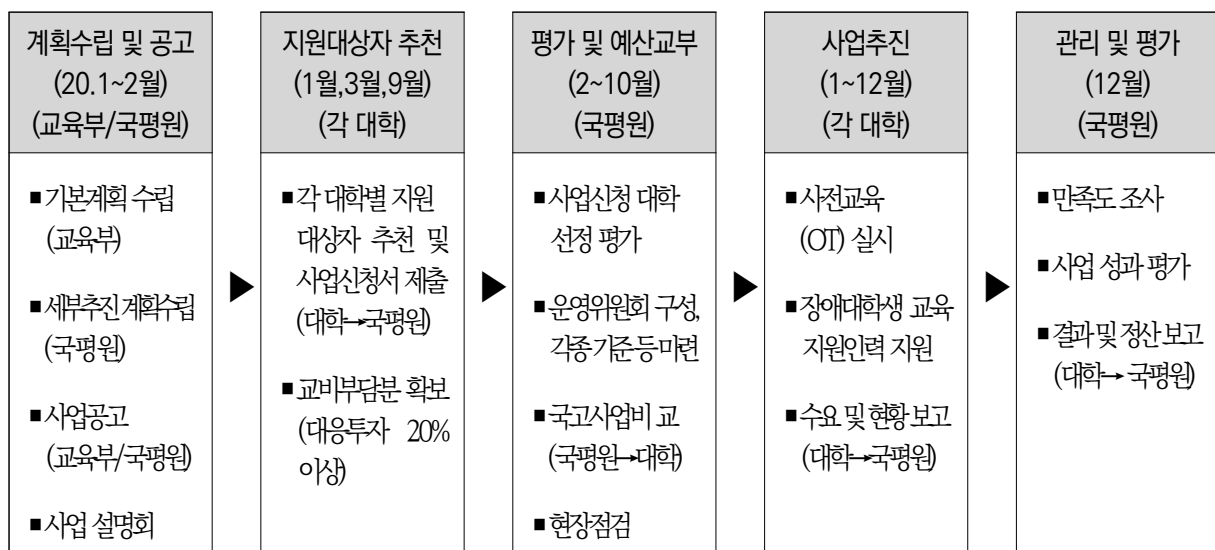 계획수립 및 공고
(20.1~2월)
(교육부/국평원)
■기본계획 수립
(교육부)
■세부추진 계획수립
(국평원)
■사업공고
(교육부/국평원)
■사업 설명회
지원대상자 추천
(1월,3월,9월)
(각 대학)
■각 대학별 지원
대상자 추천 및
사업신청서 제출
(대학→국평원)
■교비부담분 확보
(대응투자 20%
이상)
평가 및 예산교부
(2~10월)
(국평원)
■사업신청 대학
선정 평가
■운영위원회 구성,
각종 기준 등 마련
■국고사업비 교
(국평원→대학)
■현장점검
사업추진
(1~12월)
(각 대학)
■사전교육
(OT) 실시
■장애대학생 교육
지원인력 지원
■수요 및 현황 보고
(대학→국평원)
관리 및 평가
(12월)
(국평원)
■만족도 조사
■사업 성과 평가
■결과 및 정산 보고
(대학→ 국평원)